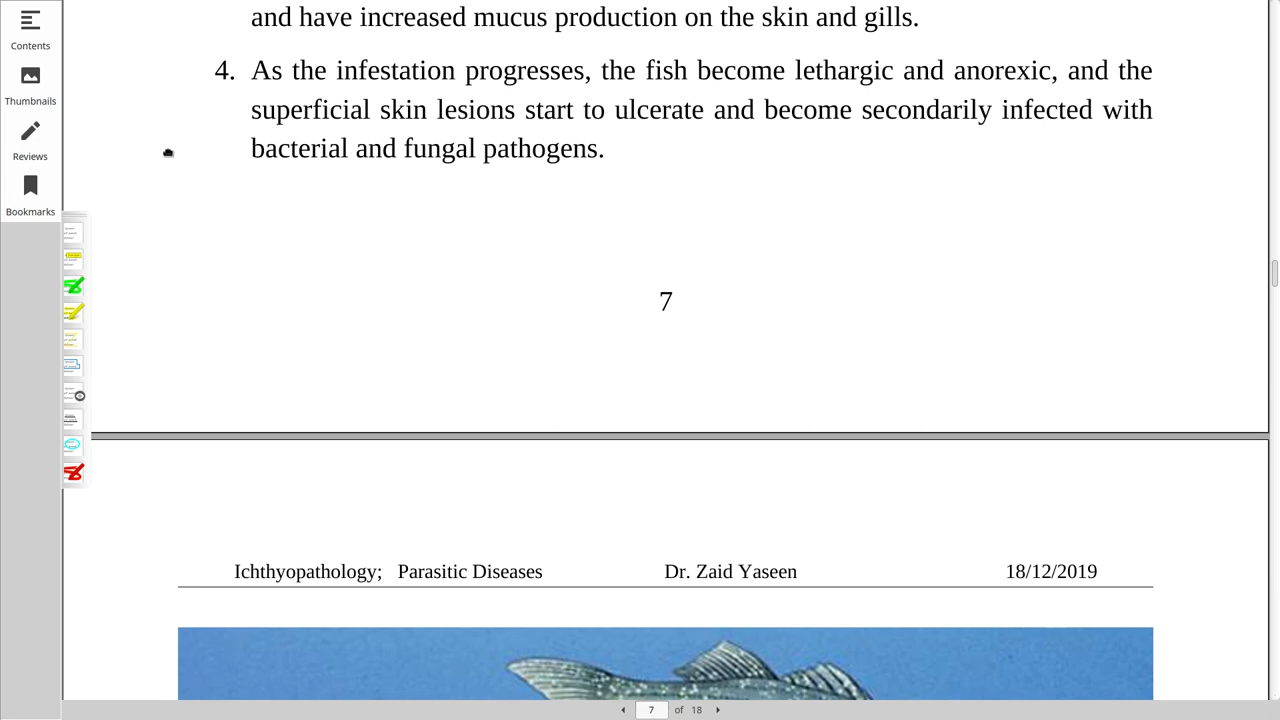 Contents
Thumbnails
Reviews
Bookmarks
and have increased mucus production on the skin and gills.
4. As the infestation progresses, the fish become lethargic and anorexic, and the
superficial skin lesions start to ulcerate and become secondarily infected with
bacterial and fungal pathogens.
7
Ichthyopathology; Parasitic Diseases Dr. Zaid Yaseen 18/12/2019
7 of 18